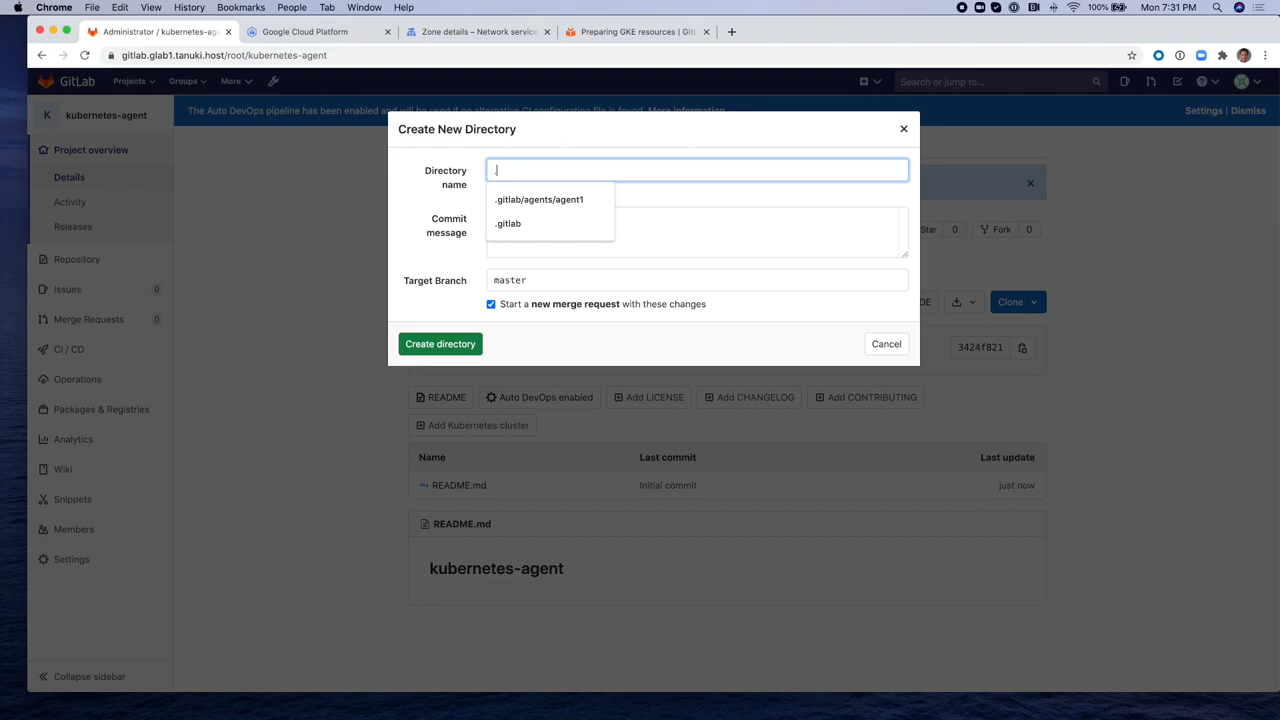 Chrome File Edit View History Bookmarks People Tab Window Help 100% Mon 7:31 PM
Administrator / kubernetes-ag
Google Cloud Platform
Zone details – Network service
Preparing GKE resources | GitL
gitlab.glab1.tanuki.host/root/kubernetes-agent
GitLab Projects Groups More Search or jump to...
K kubernetes-agent
The Auto DevOps pipeline has been enabled and will be used if no alternative CI configuration file is found. More information
Settings | Dismiss
Create New Directory
Project overview
Directory name
.
.gitlab/agents/agent1
.gitlab
Details
Activity
Releases
Commit message
Star 0 Fork 0
Repository
Target Branch
master
Issues 0
Start a new merge request with these changes
DE Clone
Merge Requests 0
Create directory
Cancel
3424f821
CI / CD
Operations
README
Auto DevOps enabled
Add LICENSE
Add CHANGELOG
Add CONTRIBUTING
Packages & Registries
Add Kubernetes cluster
Analytics
Name Last commit Last update
Wiki
README.md Initial commit just now
Snippets
README.md
Members
Settings
kubernetes-agent
Collapse sidebar